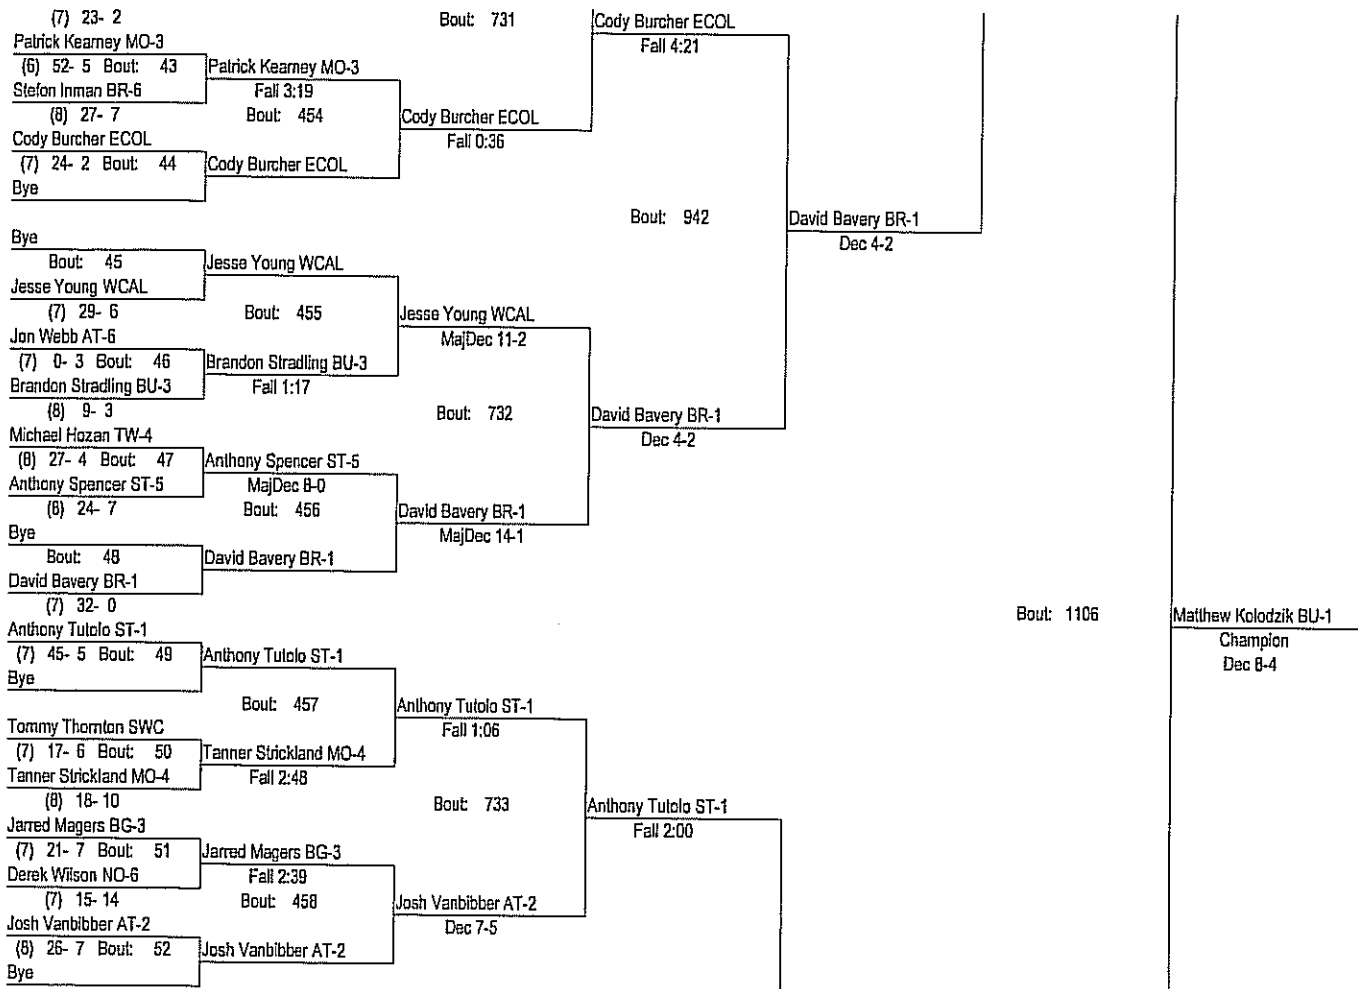 (7) 23- 2
Bout: 731
Cody Burcher ECOL
Fall 4:21
Patrick Kearney MO-3
(6) 52- 5 Bout: 43
Patrick Kearney MO-3
Stefon Inman BR-6
Fall 3:19
(8) 27- 7
Bout: 454
Cody Burcher ECOL
Fall 0:36
Cody Burcher ECOL
(7) 24- 2 Bout: 44
Cody Burcher ECOL
Bye
Bout: 942
David Bavery BR-1
Dec 4-2
Bye
Bout: 45
Jesse Young WCAL
Jesse Young WCAL
(7) 29- 6
Bout: 455
Jesse Young WCAL
MajDec 11-2
Jon Webb AT-6
(7) 0- 3 Bout: 46
Brandon Stradling BU-3
Brandon Stradling BU-3
Fall 1:17
(8) 9- 3
Bout: 732
David Bavery BR-1
Dec 4-2
Michael Hozan TW-4
(8) 27- 4 Bout: 47
Anthony Spencer ST-5
Anthony Spencer ST-5
MajDec 8-0
(8) 24- 7
Bout: 456
David Bavery BR-1
MajDec 14-1
Bye
Bout: 48
David Bavery BR-1
David Bavery BR-1
(7) 32- 0
Bout: 1106
Matthew Kolodzik BU-1
Champion
Dec 8-4
Anthony Tutolo ST-1
(7) 45- 5 Bout: 49
Anthony Tutolo ST-1
Bye
Bout: 457
Anthony Tutolo ST-1
Fall 1:06
Tommy Thornton SWC
(7) 17- 6 Bout: 50
Tanner Strickland MO-4
Tanner Strickland MO-4
Fall 2:48
(8) 18- 10
Bout: 733
Anthony Tutolo ST-1
Fall 2:00
Jarred Magers BG-3
(7) 21- 7 Bout: 51
Jarred Magers BG-3
Derek Wilson NO-6
Fall 2:39
(7) 15- 14
Bout: 458
Josh Vanbibber AT-2
Dec 7-5
Josh Vanbibber AT-2
(8) 26- 7 Bout: 52
Josh Vanbibber AT-2
Bye